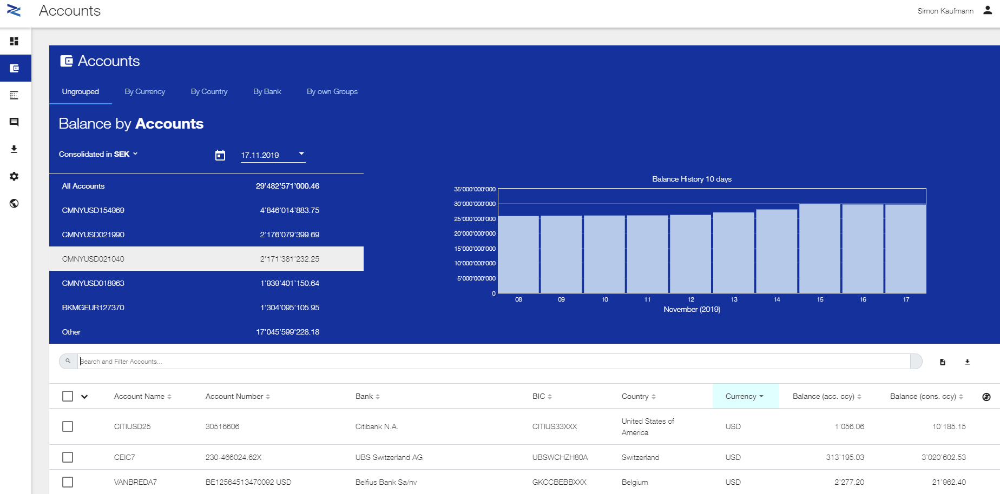 Accounts
Simon Kaufmann
Accounts
Ungrouped By Currency By Country By Bank By own Groups
Balance by Accounts
Consolidated in SEK 17.11.2019
All Accounts 29'482'571'000.46
CMNYUSD154969 4'846'014'883.75
CMNYUSD021990 2'176'079'399.69
CMNYUSD021040 2'171'381'232.25
CMNYUSD018963 1'939'401'150.64
BKMGEUR127370 1'304'095'105.95
Other 17'045'599'228.18
Balance History 10 days
35'000'000'000
30'000'000'000
25'000'000'000
20'000'000'000
15'000'000'000
10'000'000'000
5'000'000'000
0
08 09 10 11 12 13 14 15 16 17
November (2019)
Search and Filter Accounts...
Account Name Account Number Bank BIC Country Currency Balance (acc. ccy) Balance (cons. ccy)
CITIUSD25 30516606 Citibank N.A. CITIUS33XXX United States of America USD 1'056.06 10'185.15
CEIC7 230-466024.62X UBS Switzerland AG UBSWCHZH80A Switzerland USD 313'195.03 3'020'602.53
VANBREDA7 BE12564513470092 USD Belfius Bank Sa/nv GKCCBEBBXXX Belgium USD 2'277.20 21'962.40